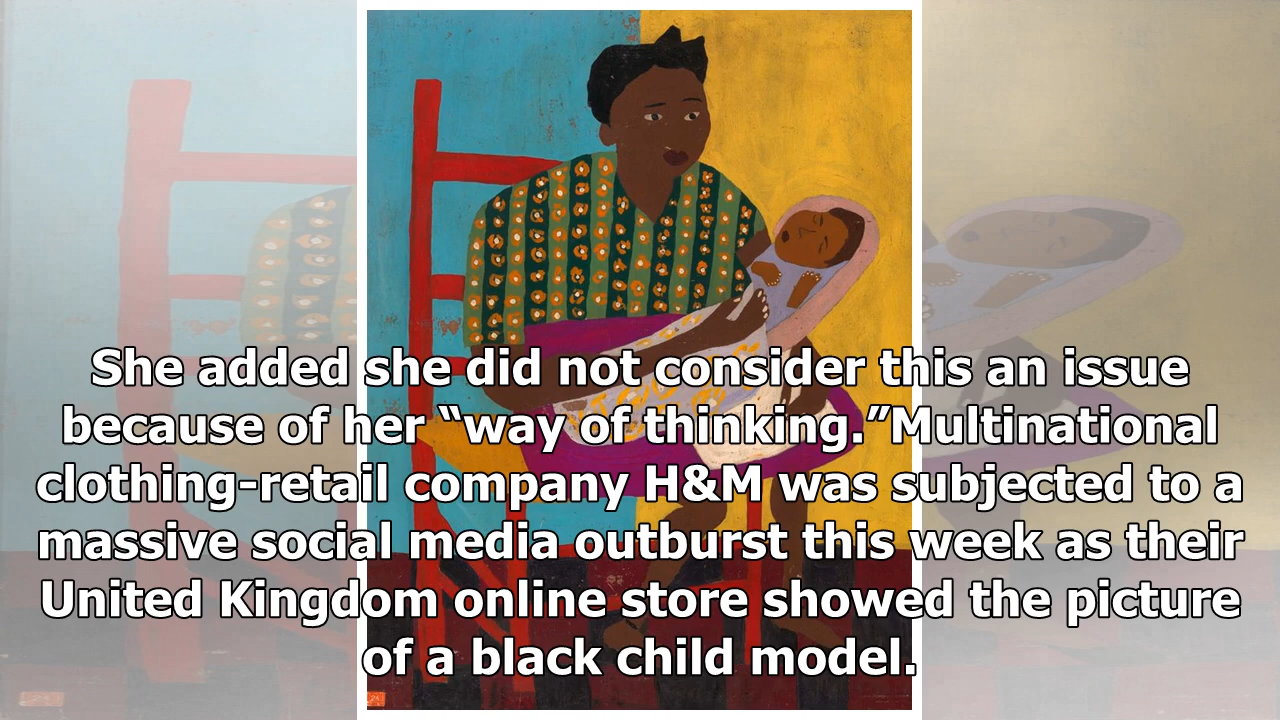 She added she did not consider this an issue
because of her “way of thinking.”Multinational
clothing-retail company H&M was subjected to a
massive social media outburst this week as their
United Kingdom online store showed the picture
of a black child model.